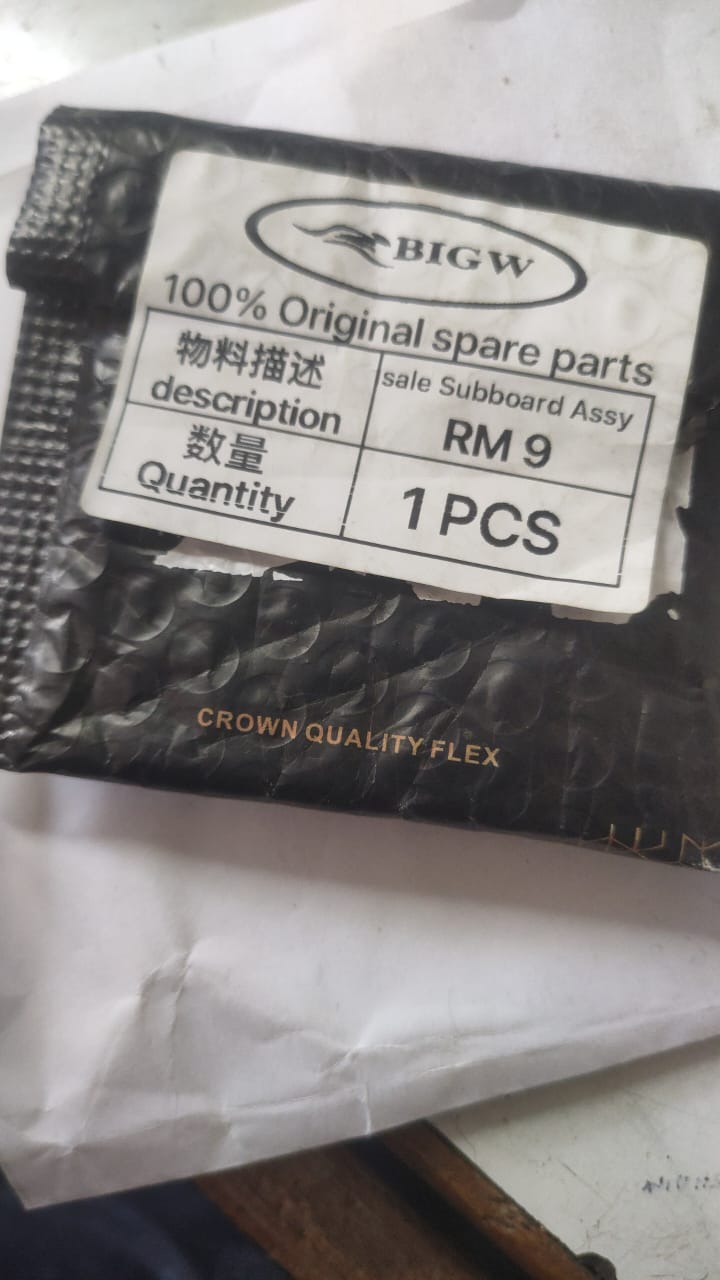 BIGW
100% Original spare parts
物料描述
description
sale Subboard Assy
RM 9
数量
Quantity
1 PCS
CROWN QUALITY FLEX